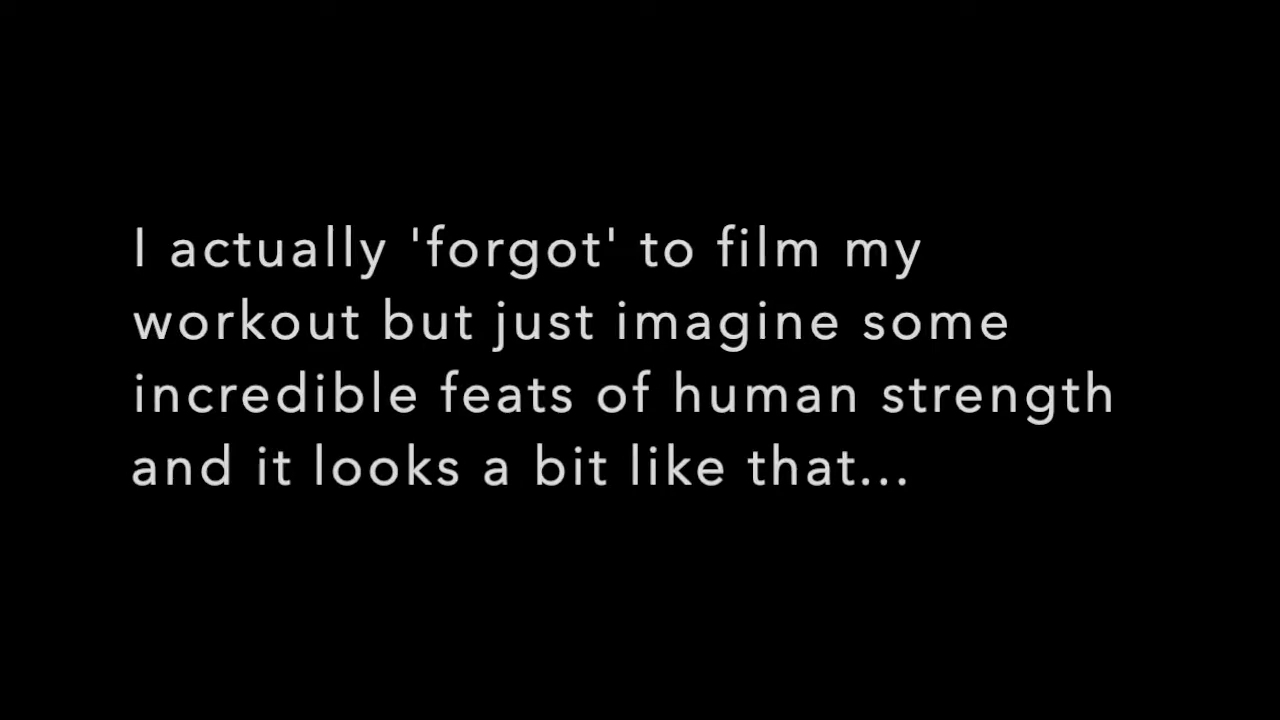 I actually 'forgot' to film my
workout but just imagine some
incredible feats of human strength
and it looks a bit like that...